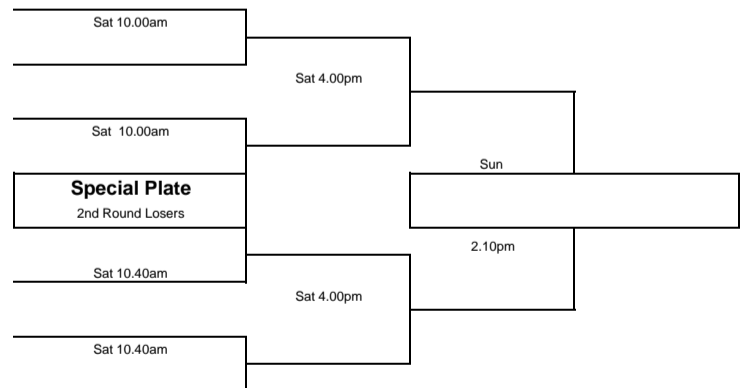 Sat 10.00am
Sat 4.00pm
Sat 10.00am
Sun
Special Plate
2nd Round Losers
2.10pm
Sat 10.40am
Sat 4.00pm
Sat 10.40am